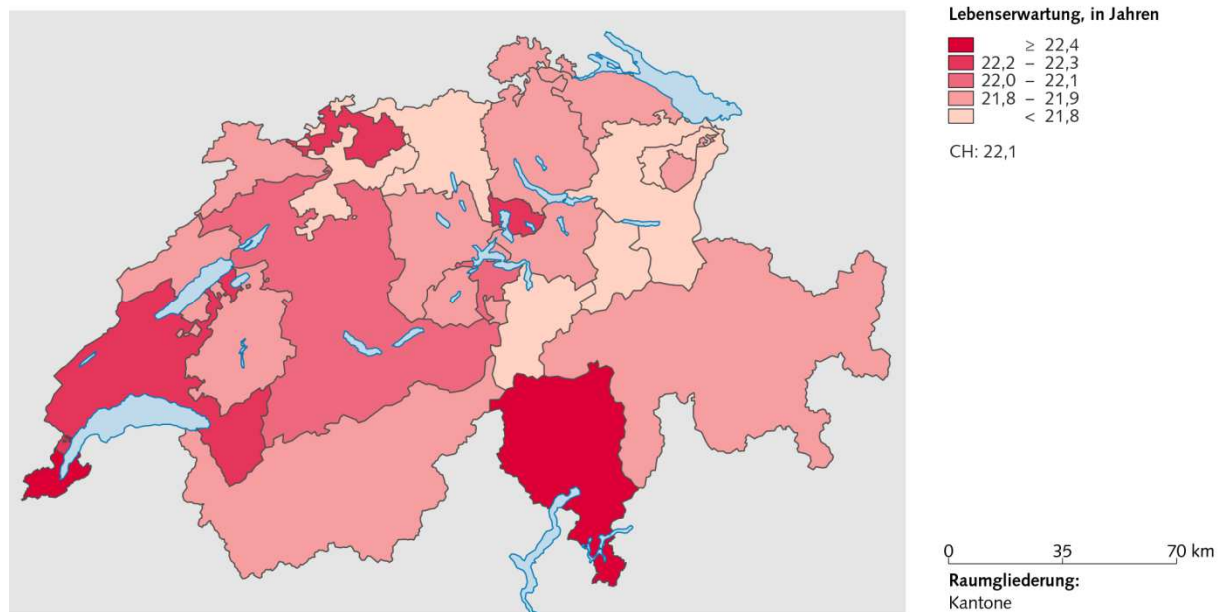 Lebenserwartung, in Jahren
≥ 22,4
22,2 – 22,3
22,0 – 22,1
21,8 – 21,9
< 21,8
CH: 22,1
0 35 70 km
Raumgliederung:
Kantone